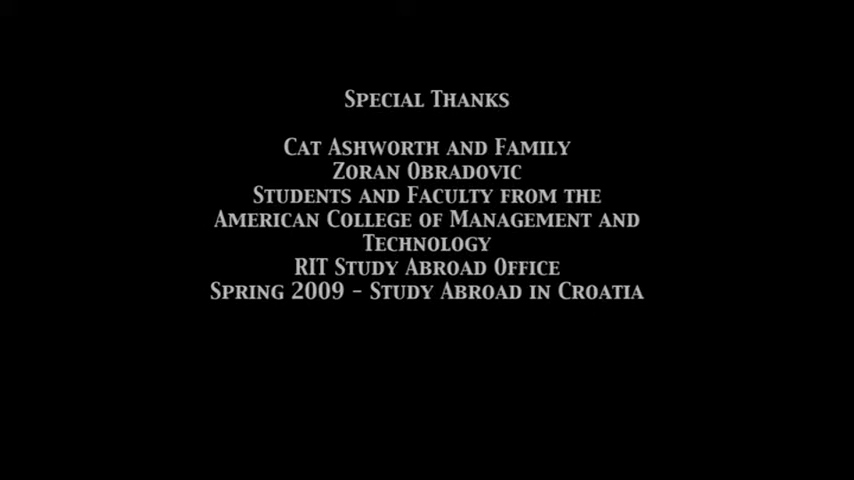 Special Thanks
Cat Ashworth and Family
Zoran Obradovic
Students and Faculty from the
American College of Management and
Technology
RIT Study Abroad Office
Spring 2009 - Study Abroad in Croatia